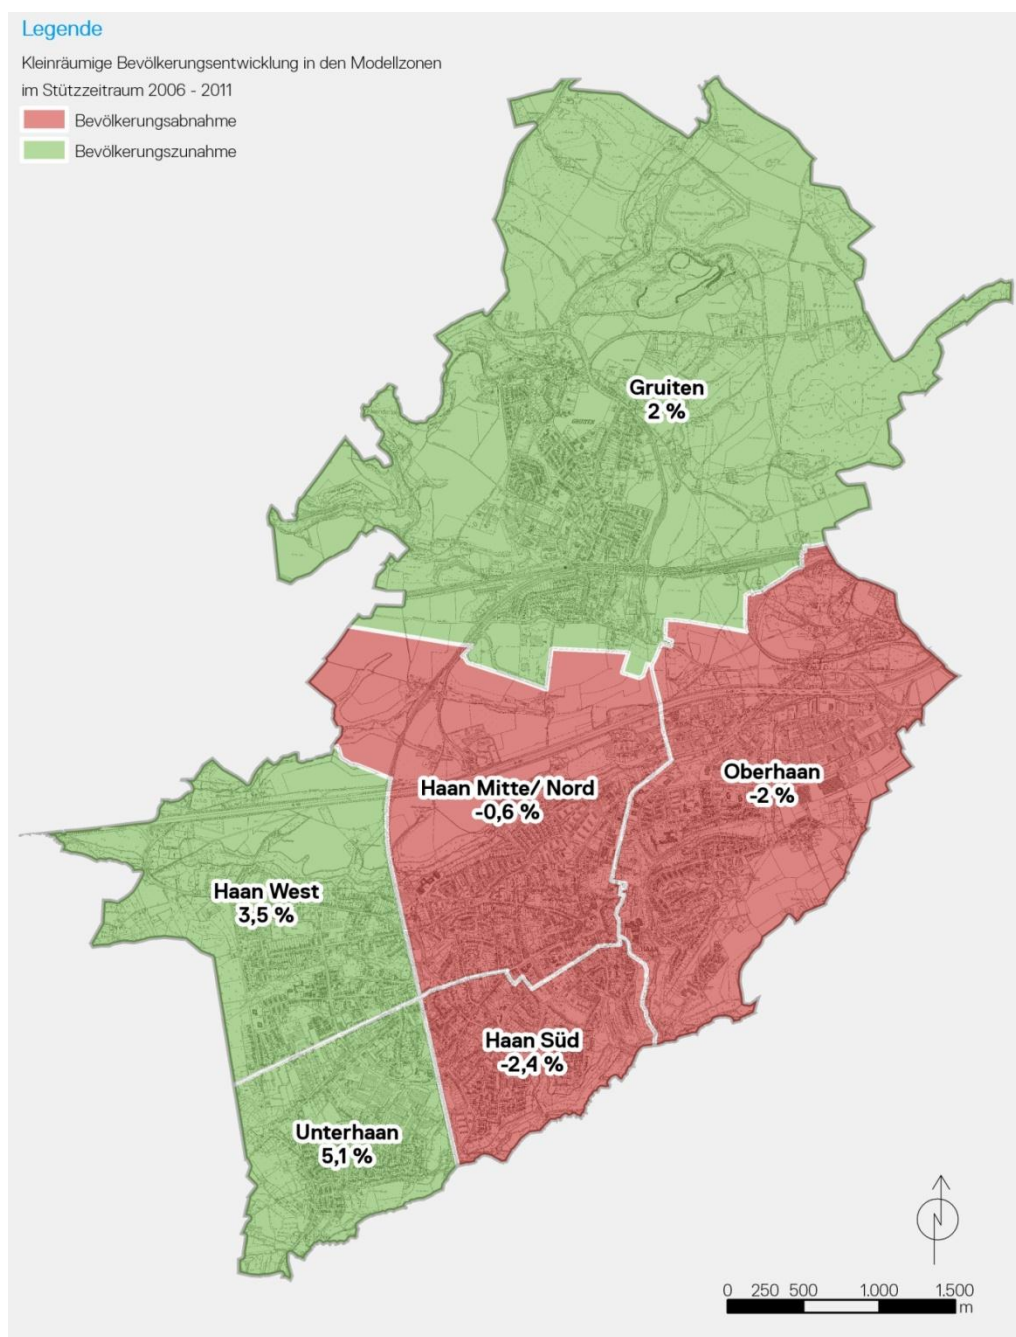 Legende
Kleinräumige Bevölkerungsentwicklung in den Modellzonen
im Stützzeitraum 2006 - 2011
Bevölkerungsabnahme
Bevölkerungszunahme
Gruiten
2 %
Oberhaan
-2 %
Haan Mitte/ Nord
-0,6 %
Haan West
3,5 %
Haan Süd
-2,4 %
Unterhaan
5,1 %
N
0 250 500 1.000 1.500
m